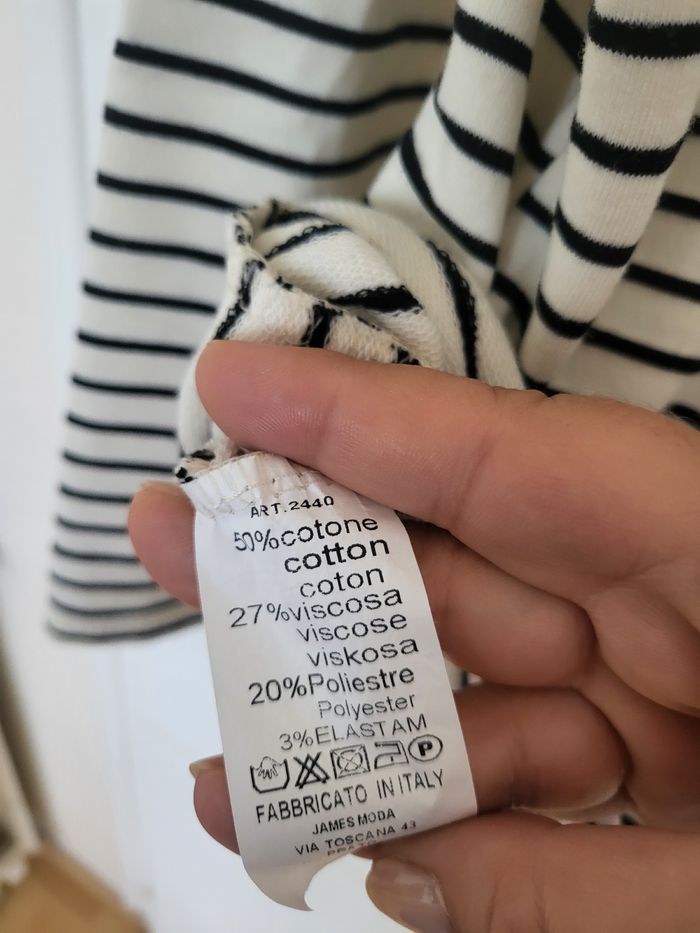 ART.2440
50%cotone
cotton
coton
27%viscosa
viscose
viskosa
20%Poliestre
Polyester
3%ELASTAM
P
FABBRICATO IN ITALY
JAMES MODA
VIA TOSCANA 43